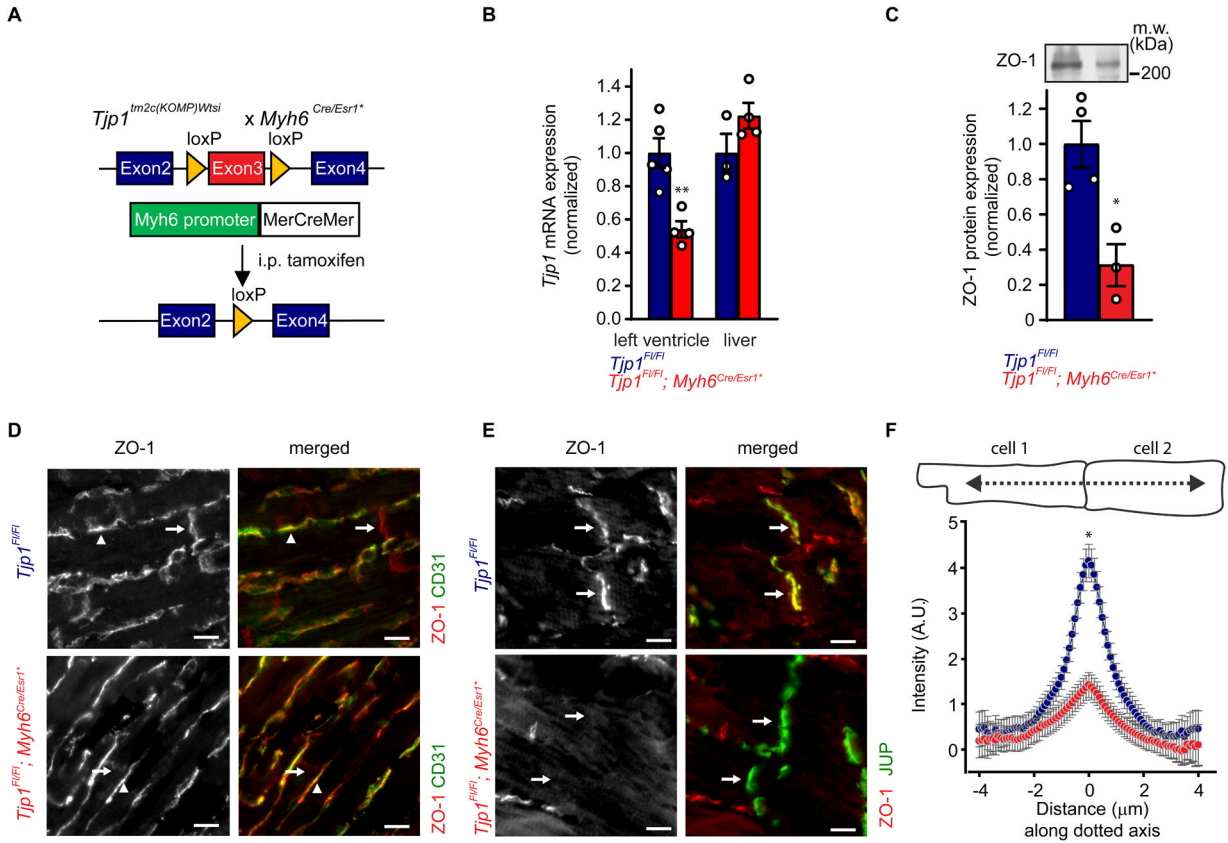 A
Tjp1 tm2c(KOMP)Wtsi x Myh6 Cre/Esr1*
loxP loxP
Exon2 Exon3 Exon4
Myh6 promoter MerCreMer
i.p. tamoxifen
loxP
Exon2 Exon4
B
Tjp1 mRNA expression
(normalized)
1.4
1.2
1.0
0.8
0.6
0.4
0.2
0.0
**
left ventricle liver
Tjp1Fl/Fl
Tjp1Fl/Fl; Myh6Cre/Esr1*
C
m.w.
(kDa)
ZO-1
200
ZO-1 protein expression
(normalized)
1.2
1.0
0.8
0.6
0.4
0.2
0
*
Tjp1Fl/Fl
Tjp1Fl/Fl; Myh6Cre/Esr1*
D
ZO-1 merged
Tjp1Fl/Fl
ZO-1 CD31
Tjp1Fl/Fl; Myh6Cre/Esr1*
ZO-1 CD31
E
ZO-1 merged
Tjp1Fl/Fl
Tjp1Fl/Fl; Myh6Cre/Esr1*
ZO-1 JUP
F
cell 1 cell 2
*
Intensity (A.U.)
5
4
3
2
1
0
-4 -2 0 2 4
Distance (μm)
along dotted axis